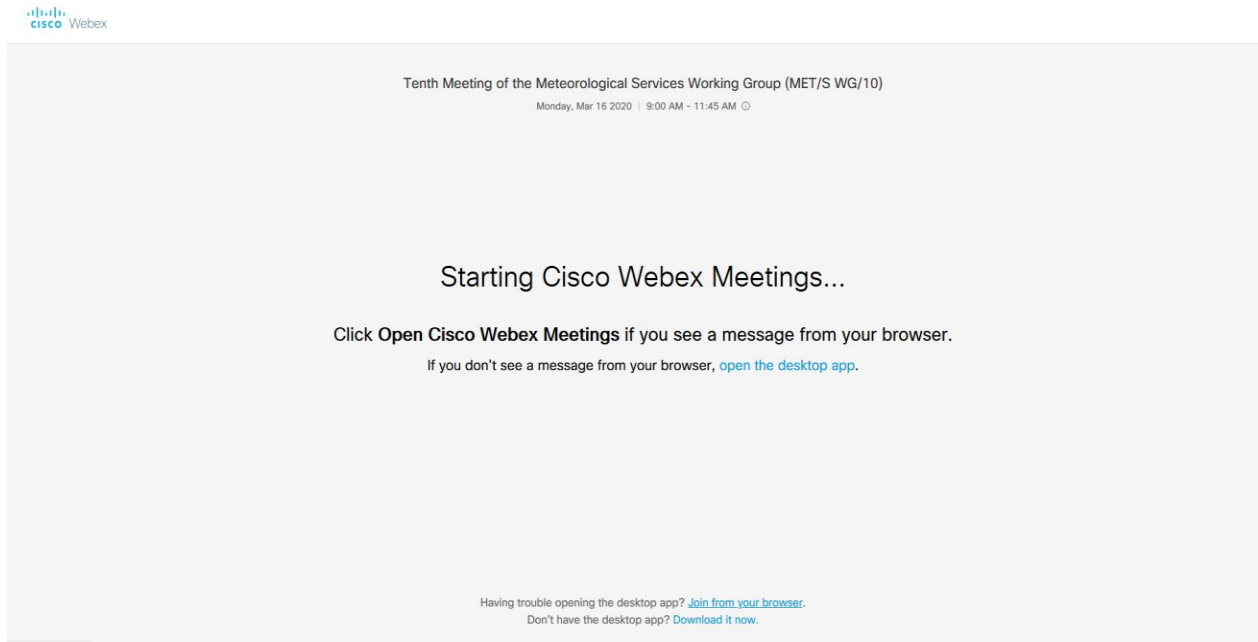 cisco Webex
Tenth Meeting of the Meteorological Services Working Group (MET/S WG/10)
Monday, Mar 16 2020 | 9:00 AM - 11:45 AM
Starting Cisco Webex Meetings...
Click Open Cisco Webex Meetings if you see a message from your browser.
If you don't see a message from your browser, open the desktop app.
Having trouble opening the desktop app? Join from your browser.
Don't have the desktop app? Download it now.